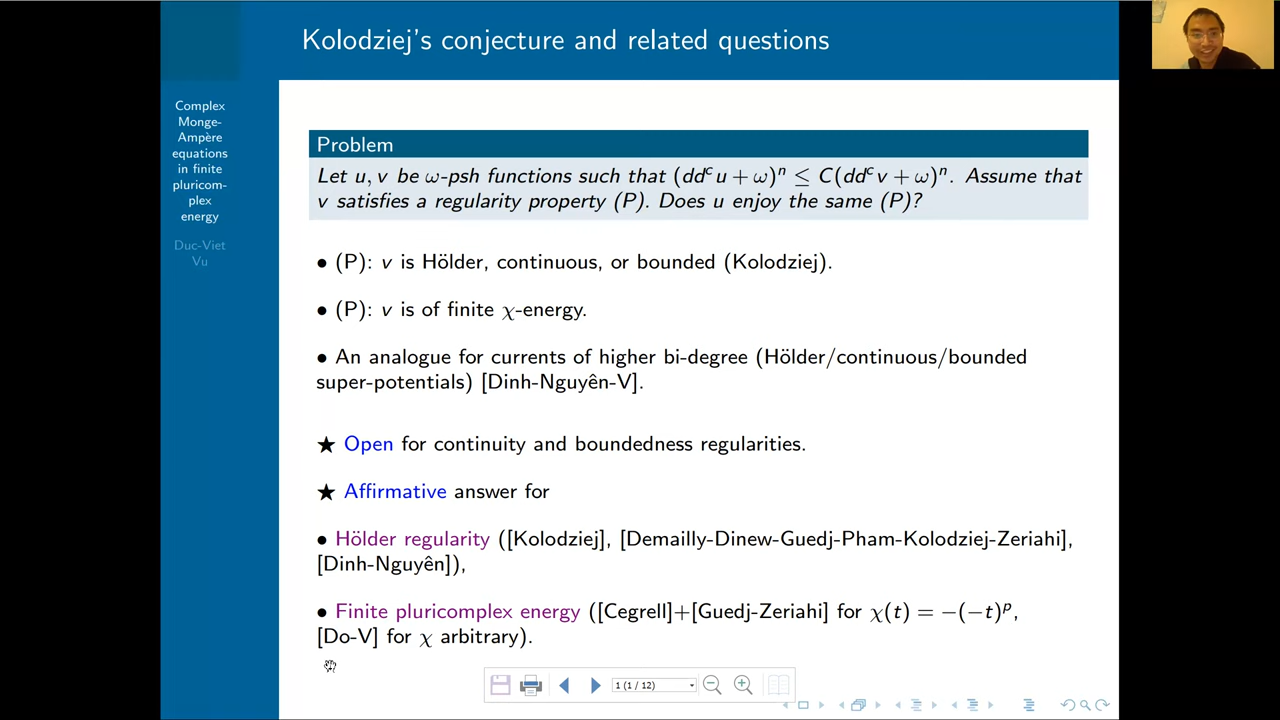 Kolodziej's conjecture and related questions
Complex
Monge-
Ampère
equations
in finite
pluricom-
plex
energy
Duc-Viet
Vu
Problem
Let u, v be ω-psh functions such that (ddᶜu + ω)ⁿ ≤ C(ddᶜv + ω)ⁿ. Assume that
v satisfies a regularity property (P). Does u enjoy the same (P)?
• (P): v is Hölder, continuous, or bounded (Kolodziej).
• (P): v is of finite χ-energy.
• An analogue for currents of higher bi-degree (Hölder/continuous/bounded
super-potentials) [Dinh-Nguyên-V].
★ Open for continuity and boundedness regularities.
★ Affirmative answer for
• Hölder regularity ([Kolodziej], [Demailly-Dinew-Guedj-Pham-Kolodziej-Zeriahi],
[Dinh-Nguyên]),
• Finite pluricomplex energy ([Cegrell]+[Guedj-Zeriahi] for χ(t) = −(−t)ᵖ,
[Do-V] for χ arbitrary).
1 (1 / 12)